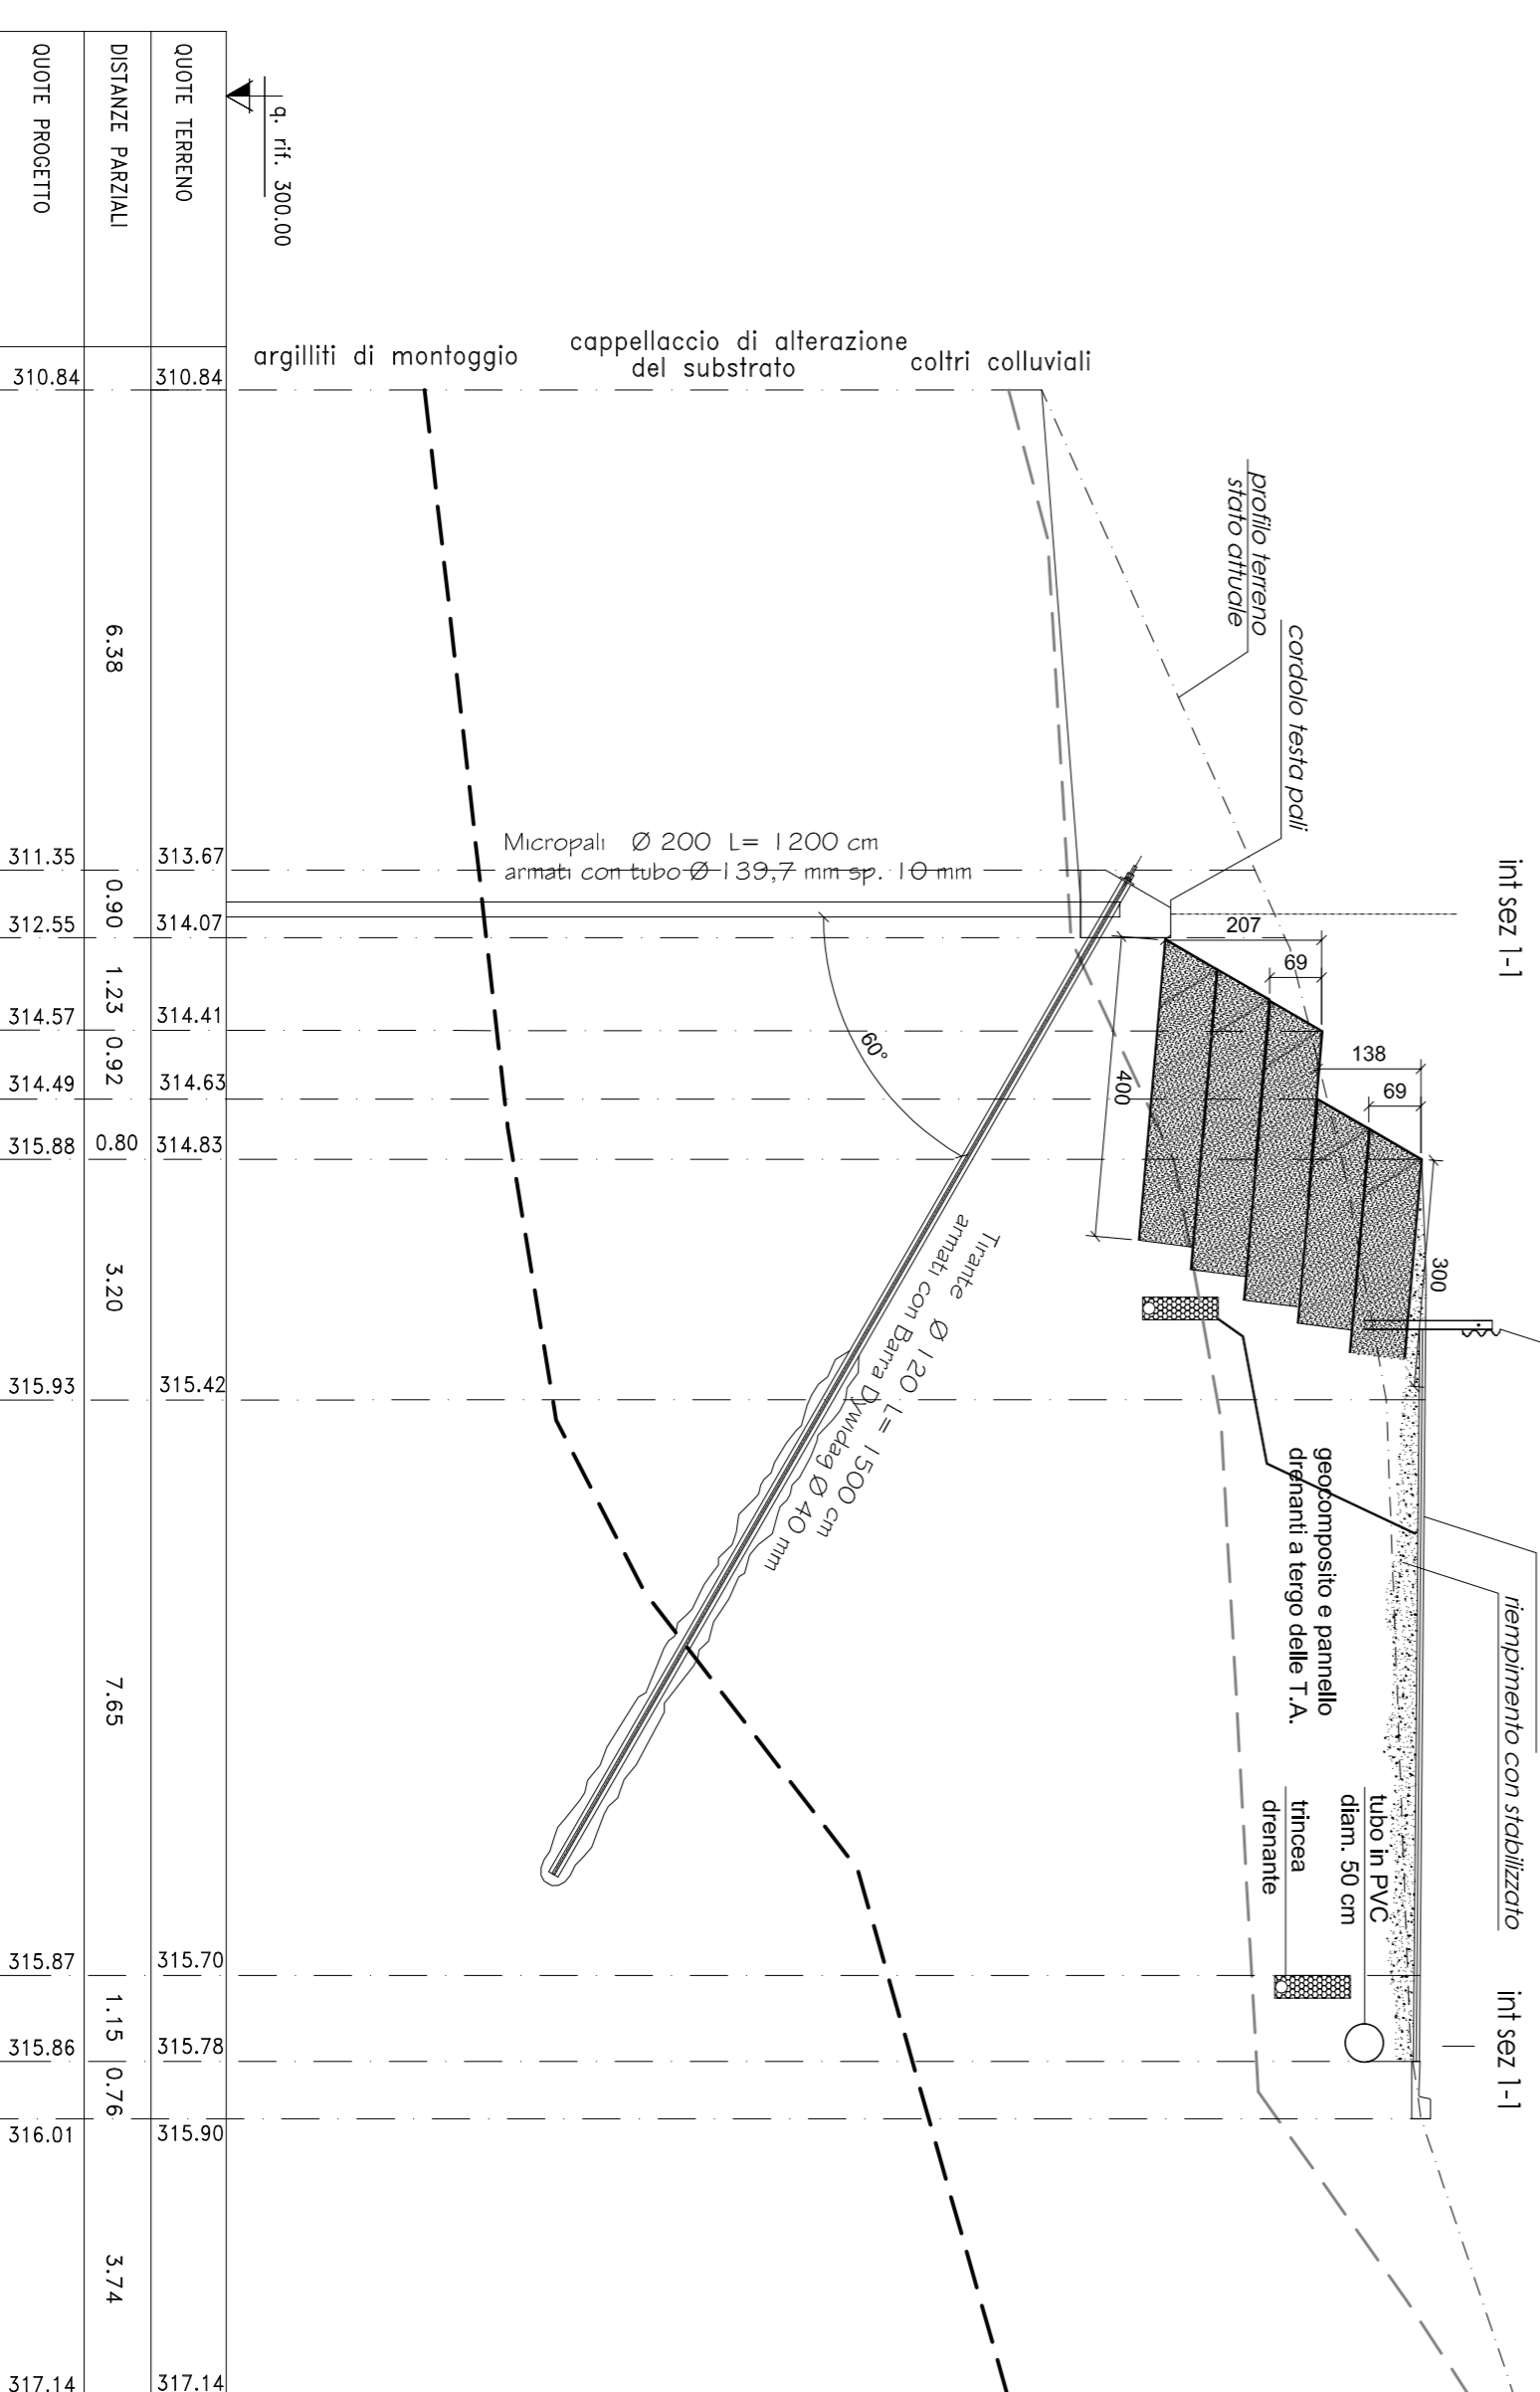 int sez 1-1
int sez 1-1
riempimento con stabilizzato
profilo terreno
stato attuale
cordolo testa pali
geocomposito e pannello
drenanti a tergo delle T.A.
tubo in PVC
diam. 50 cm
trincea
drenante
207
69
138
69
400
300
60°
Micropali Ø 200 L= 1200 cm
armati con tubo Ø 139,7 mm sp. 10 mm
Tirante Ø 120 L= 1500 cm
armati con Barra Dywidag Ø 40 mm
coltri colluviali
cappellaccio di alterazione
del substrato
argilliti di montoggio
q. rif. 300.00
QUOTE TERRENO
310.84
313.67
314.07
314.41
314.63
314.83
315.42
315.70
315.78
315.90
317.14
DISTANZE PARZIALI
6.38
0.90
1.23
0.92
0.80
3.20
7.65
1.15
0.76
3.74
QUOTE PROGETTO
310.84
311.35
312.55
314.57
314.49
315.88
315.93
315.87
315.86
316.01
317.14